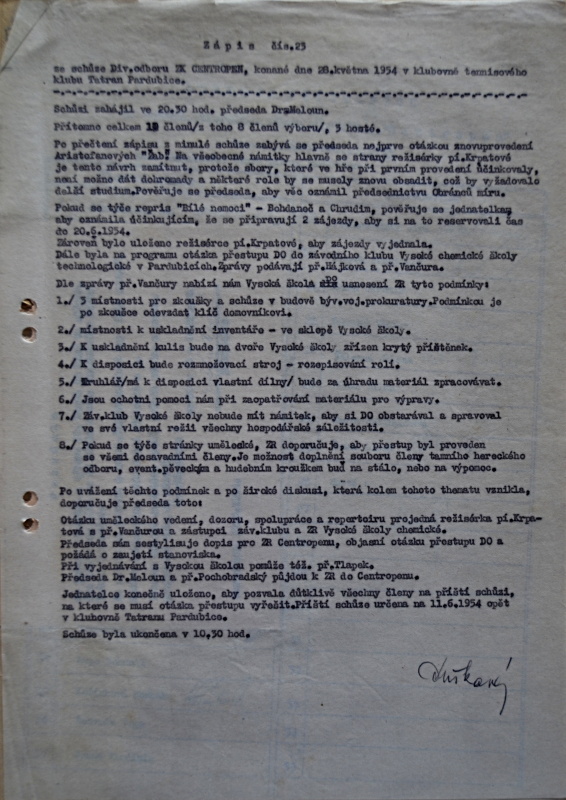 Zápis čís.25
ze schůze Div.odboru ZK CENTROPEN, konané dne 28.května 1954 v klubovně tennisového
klubu Tatran Pardubice.
Schůzi zahájil ve 20.30 hod. předseda Dr.Meloun.
Přítomno celkem 19 členů/z toho 8 členů výboru/, 3 hosté.
Po přečtení zápisu z minulé schůze zabývá se předseda nejprve otázkou znovuprovedení
Aristofanových "Žab". Na všeobecné námitky hlavně se strany režisérky pí.Krpatové
je tento návrh zamítnut, protože sbory, které ve hře při prvním provedení účinkovaly,
není možno dát dohromady a některé role by se musely znovu obsadit, což by vyžadovalo
delší studium.Pověřuje se předseda, aby věc oznámil předsednictvu Obránců míru.
Pokud se týče repris "Bílé nemoci" - Bohdaneč a Chrudim, pověřuje se jednatelka,
aby oznámila účinkujícím, že se připravují 2 zájezdy, aby si na to reservovali čas
do 20.6.1954.
Zároveň bylo uloženo režisérce pí.Krpatové, aby zájezdy vyjednala.
Dále byla na programu otázka přestupu DO do závodního klubu Vysoké chemické školy
technologické v Pardubicích.Zprávy podávají př.Hájková a př.Vančura.
Dle zprávy př.Vančury nabízí nám Vysoká škola dle usnesení ZR tyto podmínky:
1./ 3 místnosti pro zkoušky a schůze v budově býv.voj.prokuratury.Podmínkou je
po zkoušce odevzdat klíč domovníkovi.
2./ místnosti k uskladnění inventáře - ve sklepě Vysoké školy.
3./ K uskladnění kulis bude na dvoře Vysoké školy zřízen krytý přístěnek.
4./ K disposici bude rozmnožovací stroj - rozepisování rolí.
5./ Truhlář/má k disposici vlastní dílny/ bude za úhradu materiál zpracovávat.
6./ Jsou ochotni pomoci nám při zaopatřování materiálu pro výpravy.
7./ Záv.klub Vysoké školy nebude mít námitek, aby si DO obstarával a spravoval
ve své vlastní režii všechny hospodářské záležitosti.
8./ Pokud se týče stránky umělecké, ZR doporučuje, aby přestup byl proveden
se všemi dosavadními členy.Je možnost doplnění souboru členy tamního hereckého
odboru, event.pěveckým a hudebním kroužkem buď na stálo, nebo na výpomoc.
Po uvážení těchto podmínek a po široké diskusi, která kolem tohoto thematu vznikla,
doporučuje předseda toto:
Otázku uměleckého vedení, dozoru, spolupráce a repertoiru projedná režisérka pí.Krpa-
tová s př.Vančurou a zástupci záv.klubu a ZR Vysoké školy chemické.
Předseda nám sestylisuje dopis pro ZR Centropenu, objasní otázku přestupu DO a
požádá o zaujetí stanoviska.
Při vyjednávání s Vysokou školou pomůže též. př.Tlapek.
Předseda Dr.Meloun a př.Pochobradský půjdou k ZR do Centropenu.
Jednatelce konečně uloženo, aby pozvala důtklivě všechny členy na příští schůzi,
na které se musí otázka přestupu vyřešit.Příští schůze určena na 11.6.1954 opět
v klubovně Tatranu Pardubice.
Schůze byla ukončena v 10,30 hod.